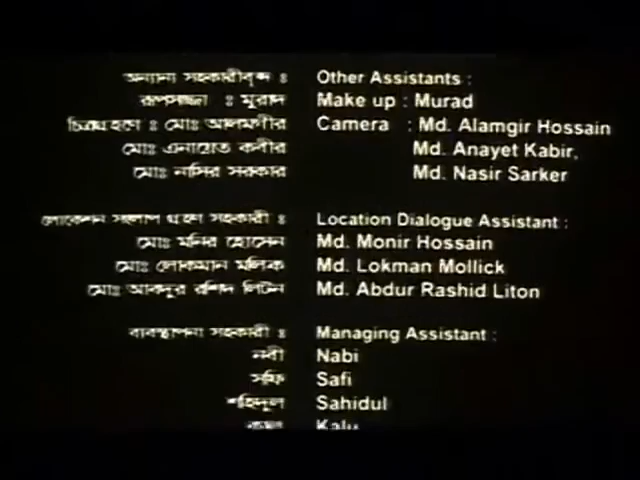 অন্যান্য সহকারীবৃন্দ ঃ Other Assistants :
রূপসজ্জা ঃ মুরাদ Make up : Murad
চিত্রগ্রহণে ঃ মোঃ আলমগীর Camera : Md. Alamgir Hossain
মোঃ এনায়েত কবীর Md. Anayet Kabir,
মোঃ নাসির সরকার Md. Nasir Sarker
লোকেশন সংলাপ গ্রহণ সহকারী ঃ Location Dialogue Assistant :
মোঃ মনির হোসেন Md. Monir Hossain
মোঃ লোকমান মল্লিক Md. Lokman Mollick
মোঃ আবদুর রশিদ লিটন Md. Abdur Rashid Liton
ব্যবস্থাপনা সহকারী ঃ Managing Assistant :
নবী Nabi
সফি Safi
শহিদুল Sahidul
Kalu